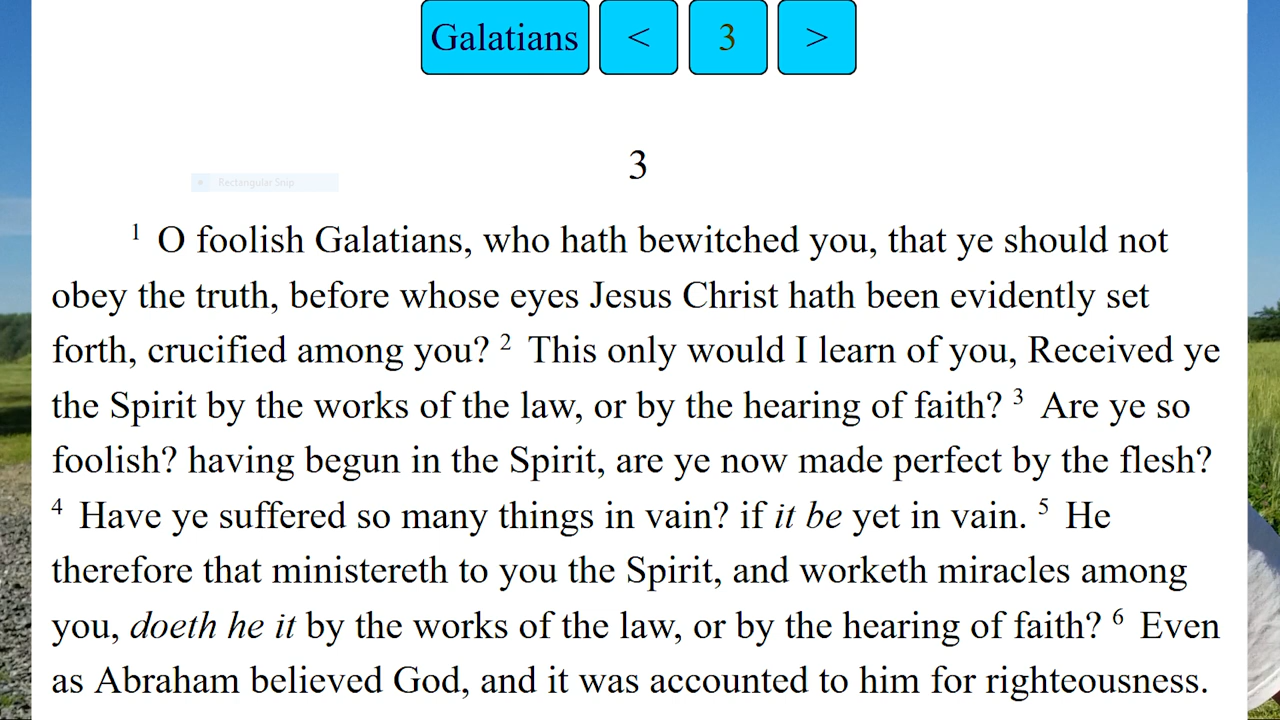 Galatians < 3 >
3
Rectangular Snip
1 O foolish Galatians, who hath bewitched you, that ye should not
obey the truth, before whose eyes Jesus Christ hath been evidently set
forth, crucified among you? 2 This only would I learn of you, Received ye
the Spirit by the works of the law, or by the hearing of faith? 3 Are ye so
foolish? having begun in the Spirit, are ye now made perfect by the flesh?
4 Have ye suffered so many things in vain? if it be yet in vain. 5 He
therefore that ministereth to you the Spirit, and worketh miracles among
you, doeth he it by the works of the law, or by the hearing of faith? 6 Even
as Abraham believed God, and it was accounted to him for righteousness.